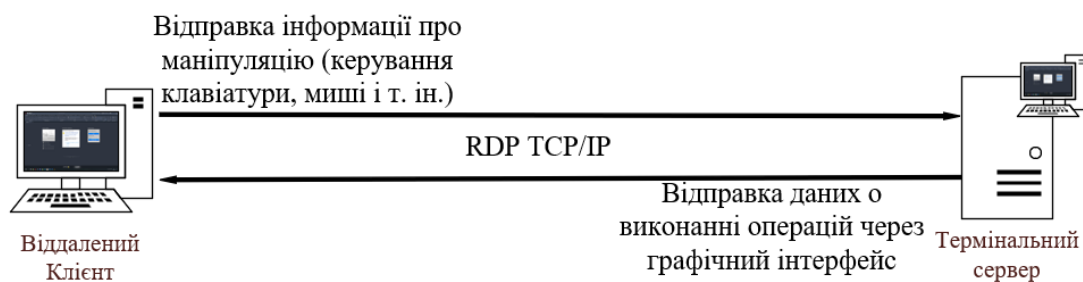 Відправка інформації про
маніпуляцію (керування
клавіатури, миші і т. ін.)
RDP TCP/IP
Відправка даних о
виконанні операцій через
графічний інтерфейс
Віддалений
Клієнт
Термінальний
сервер